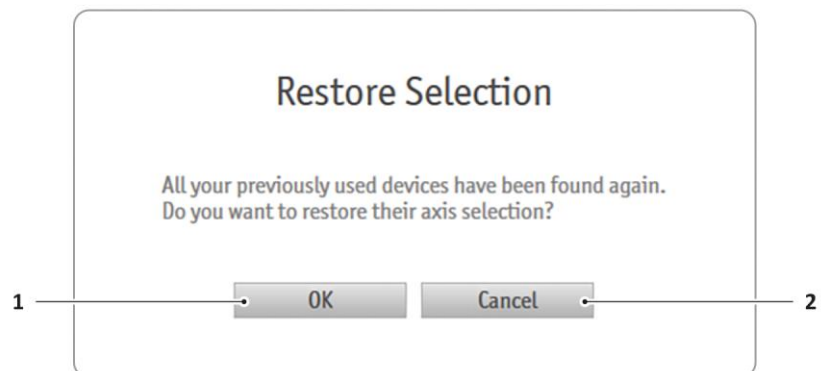 Restore Selection
All your previously used devices have been found again.
Do you want to restore their axis selection?
1 OK Cancel 2